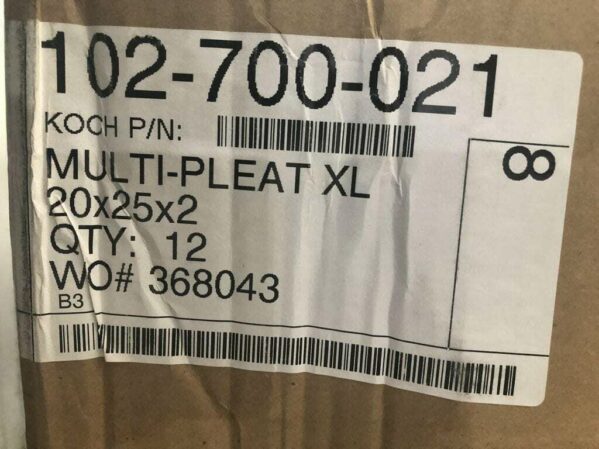 102-700-021
KOCH P/N:
MULTI-PLEAT XL
20x25x2
QTY: 12
WO# 368043
B3
8